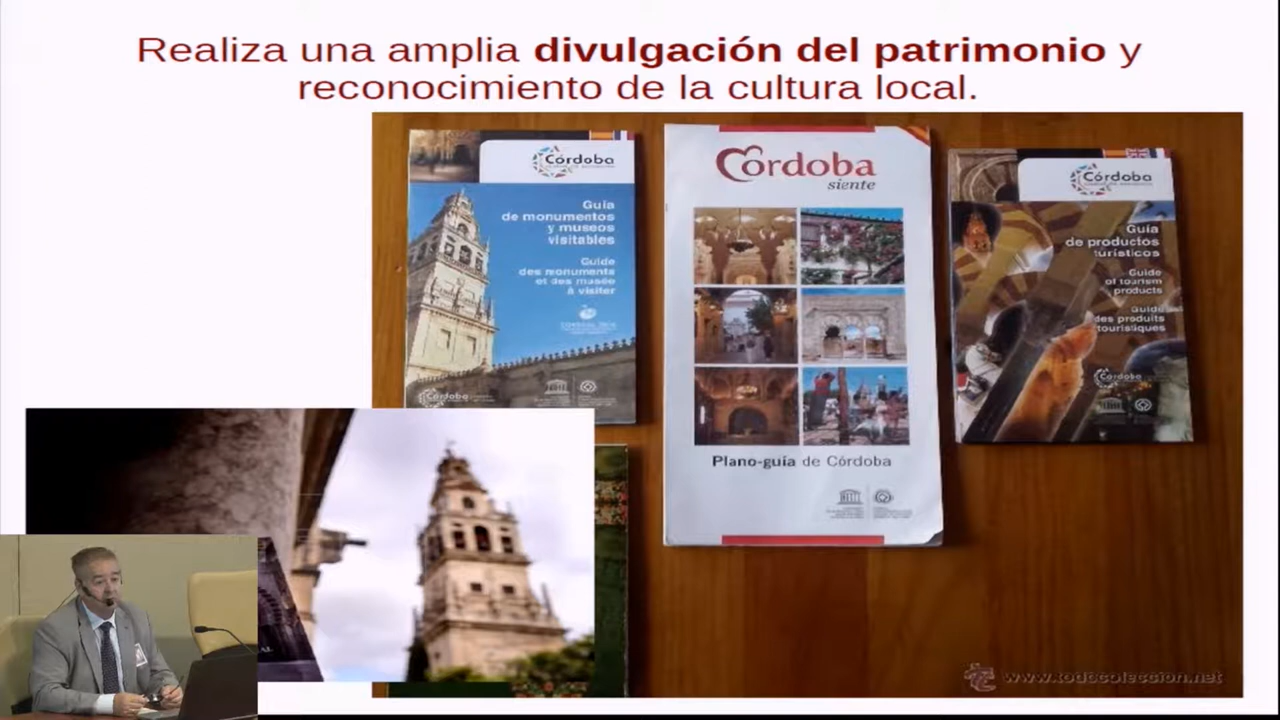 Realiza una amplia divulgación del patrimonio y
reconocimiento de la cultura local.
Córdoba
Guía
de monumentos
y museos
visitables
Guide
des monuments
et des musée
à visiter
Córdoba
Córdoba
siente
Plano-guía de Córdoba
Córdoba
Guía
de productos
turísticos
Guide
of tourism
products
Guide
des produits
touristiques
Córdoba
www.todocoleccion.net